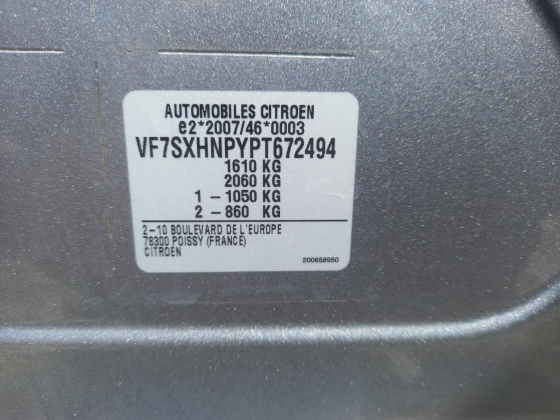 AUTOMOBILES CITROEN
e2*2007/46*0003
VF7SXHNPYPT672494
1610 KG
2060 KG
1 - 1050 KG
2 - 860 KG
2-10 BOULEVARD DE L'EUROPE
78300 POISSY (FRANCE)
CITROEN
200658950